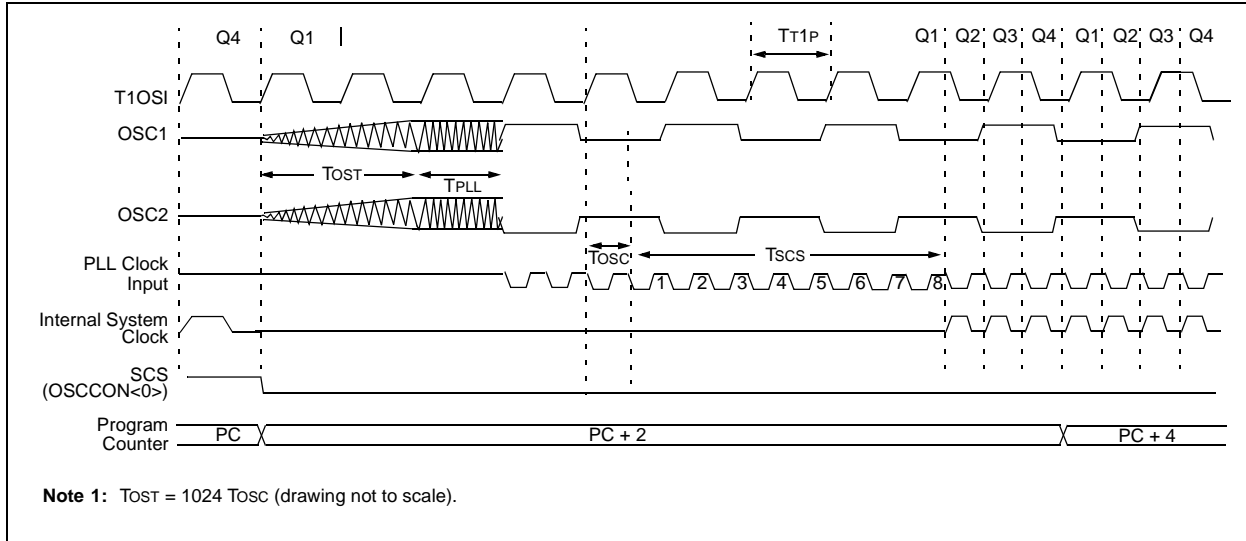 Q4 Q1 TT1P Q1 Q2 Q3 Q4 Q1 Q2 Q3 Q4
T1OSI
OSC1
TOST TPLL
OSC2
TOSC TSCS
PLL Clock
Input
1 2 3 4 5 6 7 8
Internal System
Clock
SCS
(OSCCON<0>)
Program
Counter
PC PC + 2 PC + 4
Note 1: TOST = 1024 TOSC (drawing not to scale).